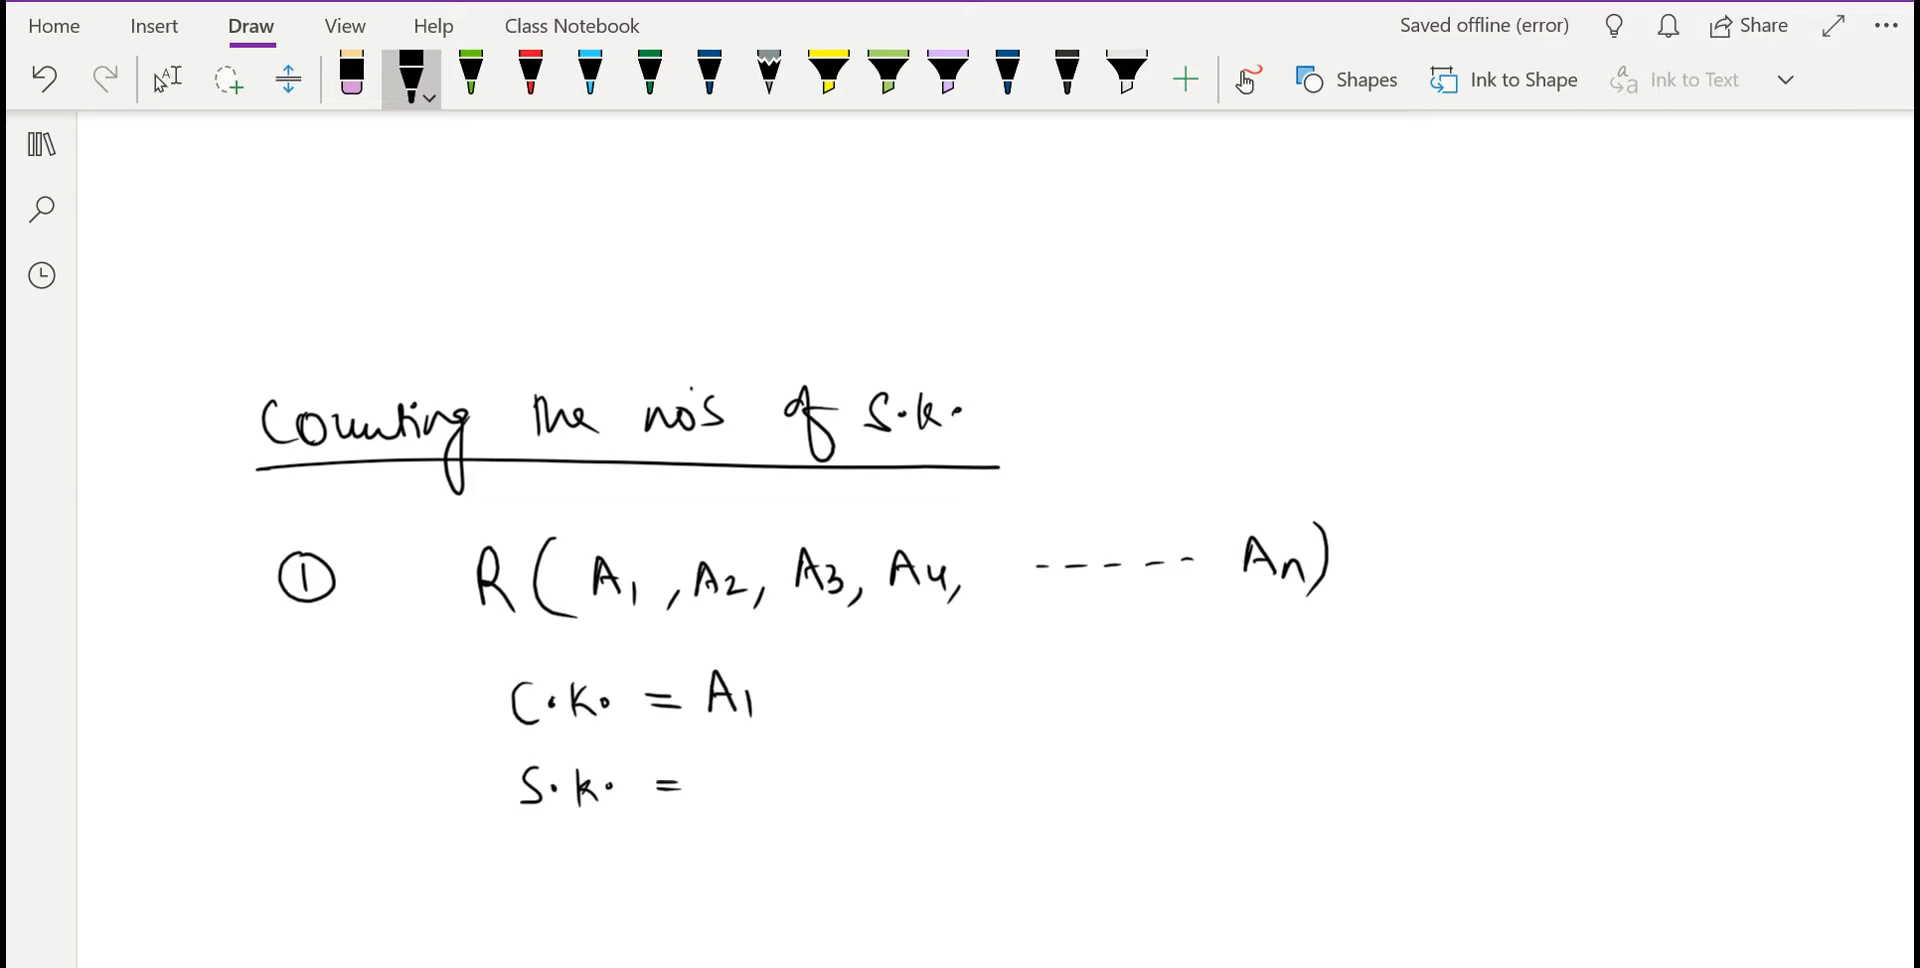 Home Insert Draw View Help Class Notebook Saved offline (error) Share
Shapes Ink to Shape Ink to Text
Counting the no's of S.K.
① R(A1, A2, A3, A4, ------ An)
C.K. = A1
S.K. =